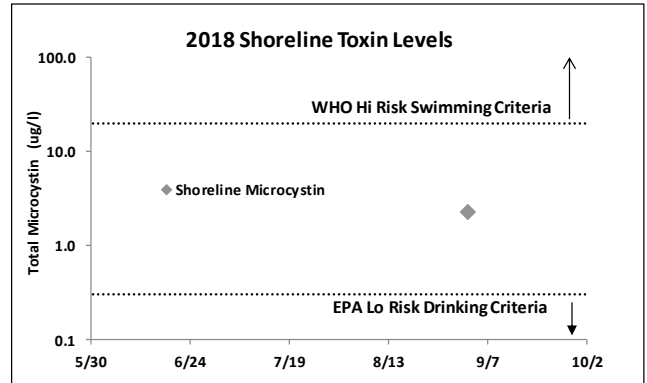 2018 Shoreline Toxin Levels
Total Microcystin (ug/l)
100.0
WHO Hi Risk Swimming Criteria
10.0
Shoreline Microcystin
1.0
EPA Lo Risk Drinking Criteria
0.1
5/30 6/24 7/19 8/13 9/7 10/2